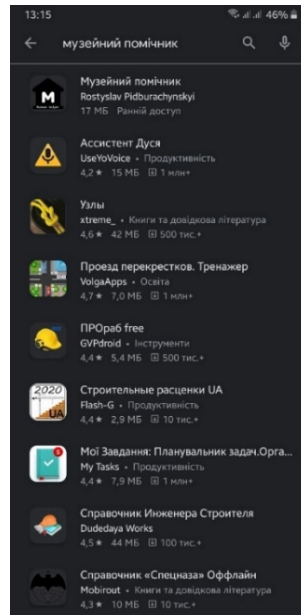 13:15
46%
музейний помічник
Музейний помічник
Rostyslav Pidburachynskyi
17 МБ Ранній доступ
Ассистент Дуся
UseYoVoice • Продуктивність
4,2 ★ 15 МБ 1 млн+
Узлы
xtreme_ • Книги та довідкова література
4,6 ★ 42 МБ 500 тис.+
Проезд перекрестков. Тренажер
VolgaApps • Освіта
4,7 ★ 7,0 МБ 1 млн+
ПРОраб free
GVPdroid • Інструменти
4,4 ★ 5,4 МБ 500 тис.+
2020
UA
Строительные расценки UA
Flash-G • Продуктивність
4,4 ★ 2,9 МБ 10 тис.+
Мої Завдання: Планувальник задач.Орга...
My Tasks • Продуктивність
4,4 ★ 7,9 МБ 1 млн+
Справочник Инженера Строителя
Dudedaya Works
4,5 ★ 44 МБ 100 тис.+
Справочник «Спецназа» Оффлайн
Mobirout • Книги та довідкова література
4,3 ★ 10 МБ 10 тис.+